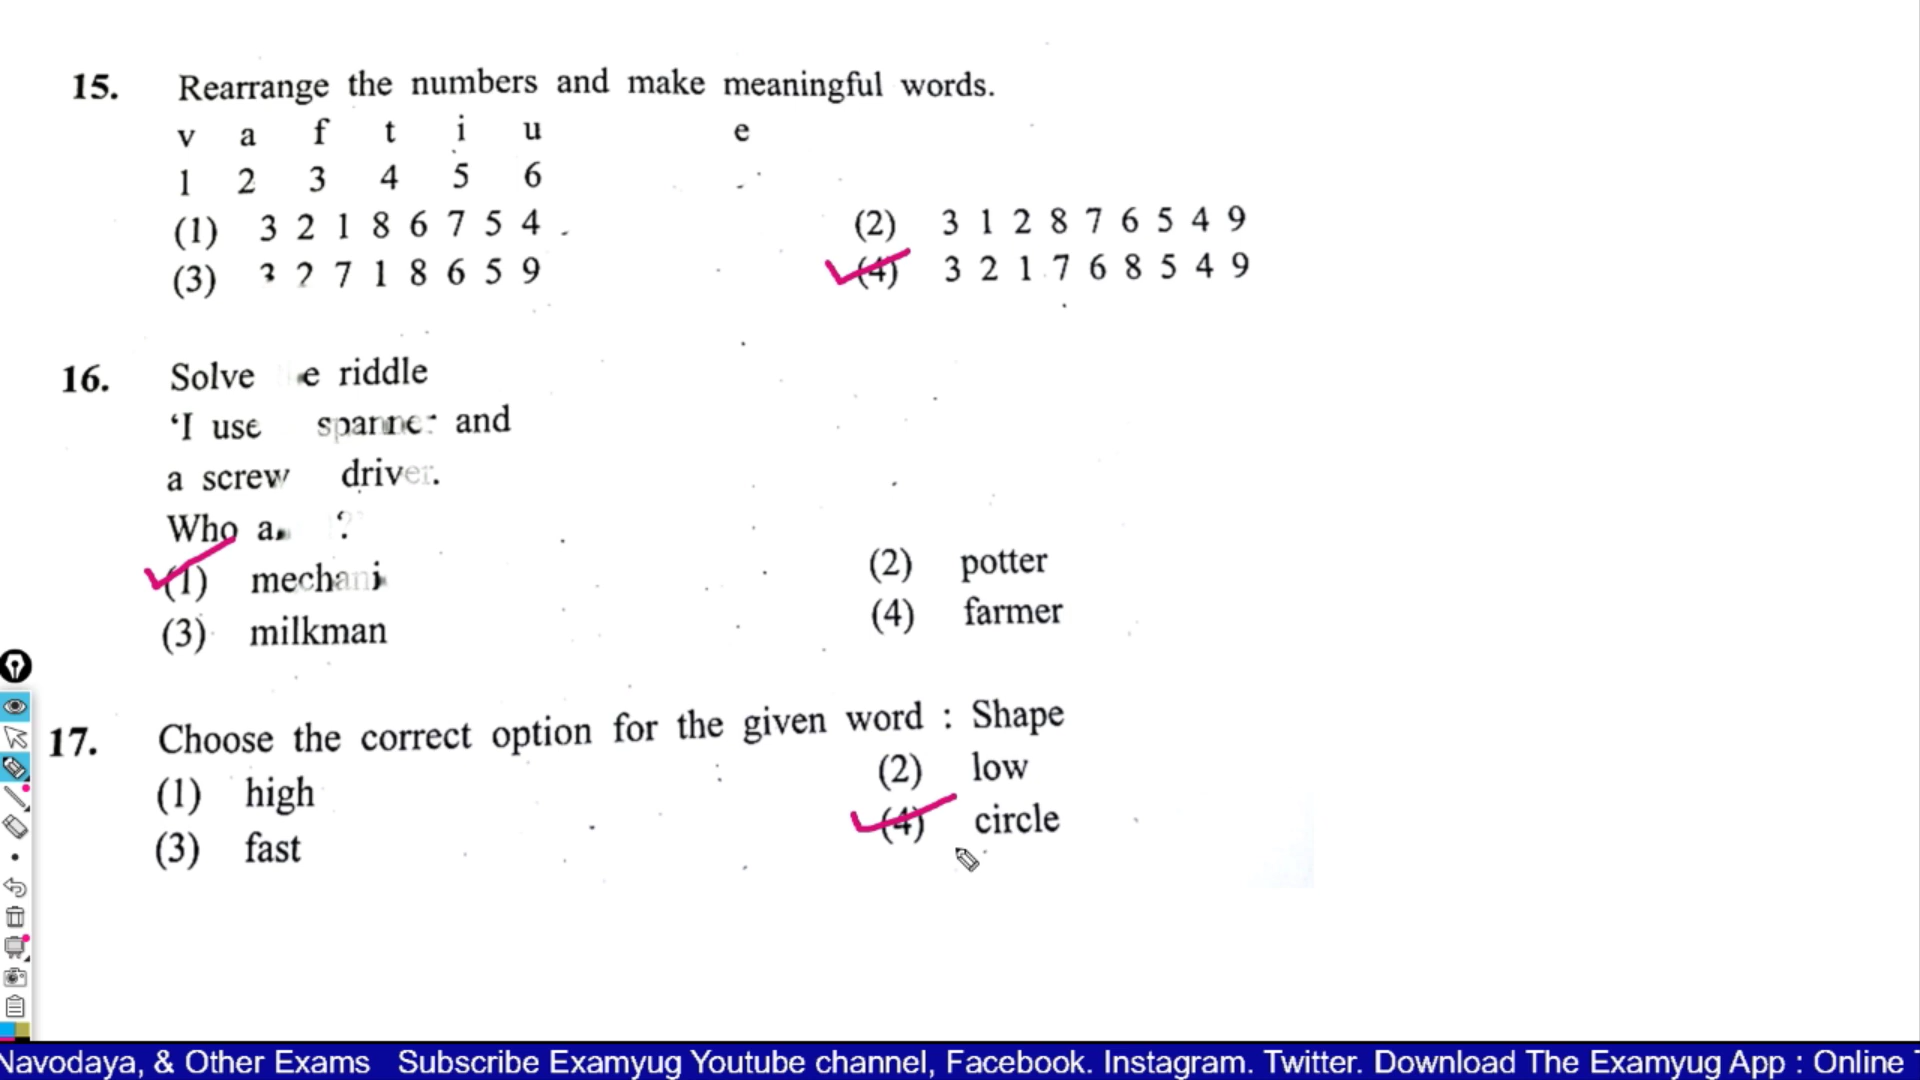 15. Rearrange the numbers and make meaningful words.
v a f t i u e
1 2 3 4 5 6
(1) 3 2 1 8 6 7 5 4 (2) 3 1 2 8 7 6 5 4 9
(3) 3 2 7 1 8 6 5 9 (4) 3 2 1 7 6 8 5 4 9
16. Solve e riddle
‘I use spanner and
a screw driver.
Who a ?
(1) mechani (2) potter
(3) milkman (4) farmer
17. Choose the correct option for the given word : Shape
(1) high (2) low
(3) fast (4) circle
Navodaya, & Other Exams Subscribe Examyug Youtube channel, Facebook. Instagram. Twitter. Download The Examyug App : Online